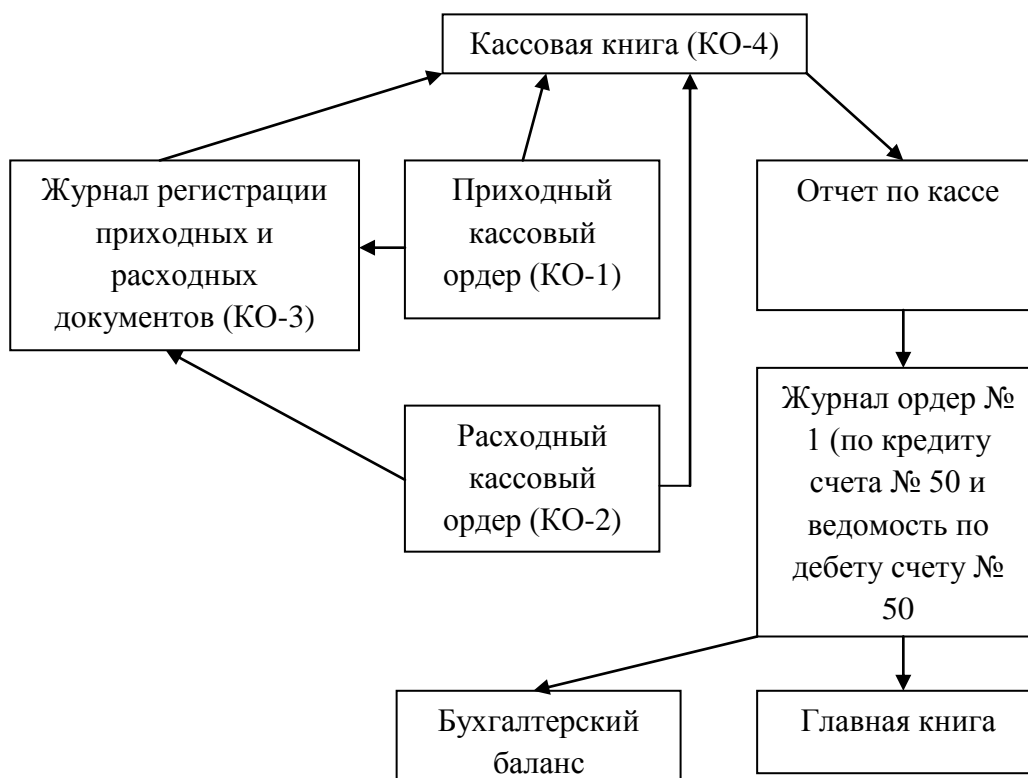 Кассовая книга (КО-4)
Журнал регистрации
приходных и
расходных
документов (КО-3)
Приходный
кассовый
ордер (КО-1)
Отчет по кассе
Расходный
кассовый
ордер (КО-2)
Журнал ордер №
1 (по кредиту
счета № 50 и
ведомость по
дебету счету №
50
Бухгалтерский
баланс
Главная книга